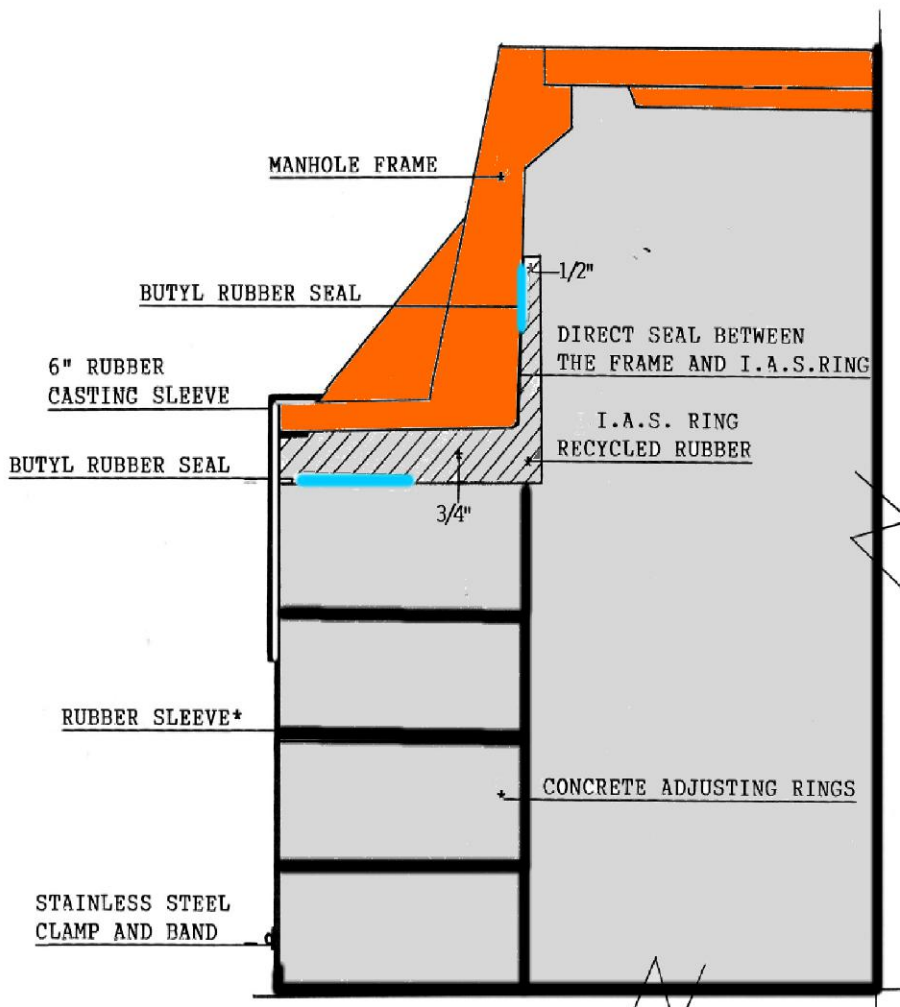 MANHOLE FRAME
1/2"
BUTYL RUBBER SEAL
DIRECT SEAL BETWEEN
THE FRAME AND I.A.S.RING
6" RUBBER
CASTING SLEEVE
I.A.S. RING
RECYCLED RUBBER
BUTYL RUBBER SEAL
3/4"
RUBBER SLEEVE*
CONCRETE ADJUSTING RINGS
STAINLESS STEEL
CLAMP AND BAND